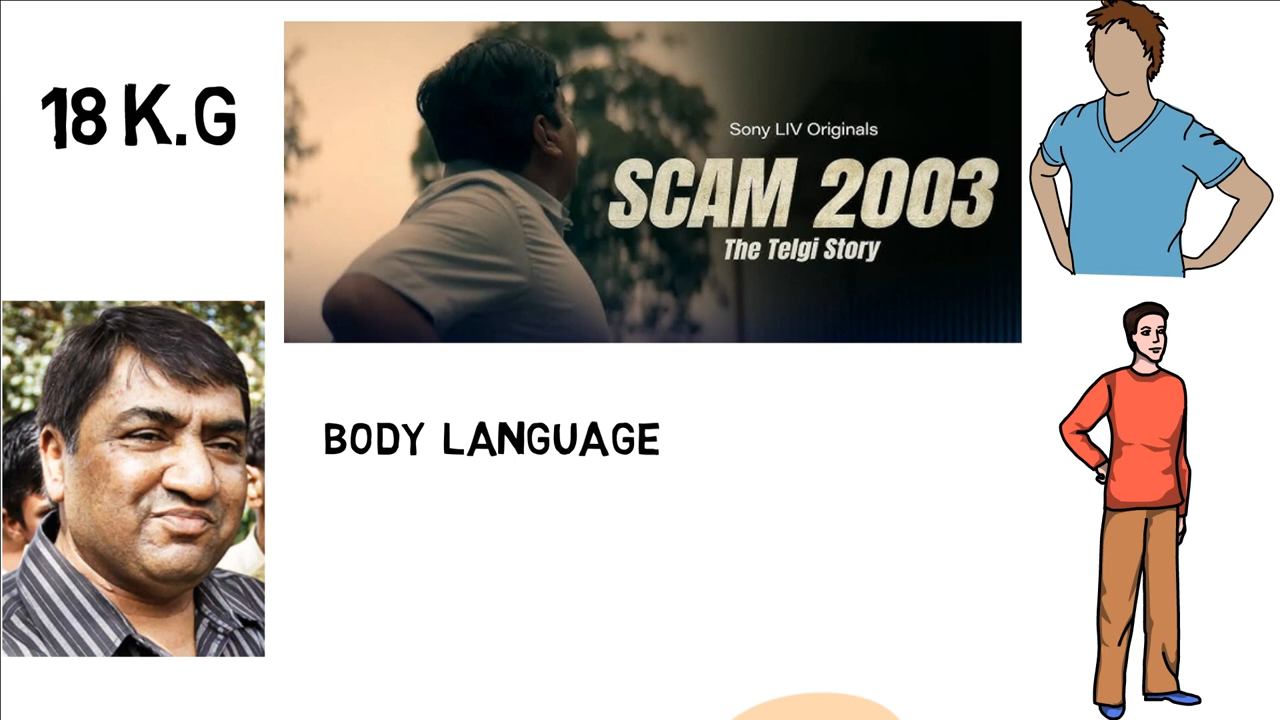 18 K.G
Sony LIV Originals
SCAM 2003
The Telgi Story
BODY LANGUAGE